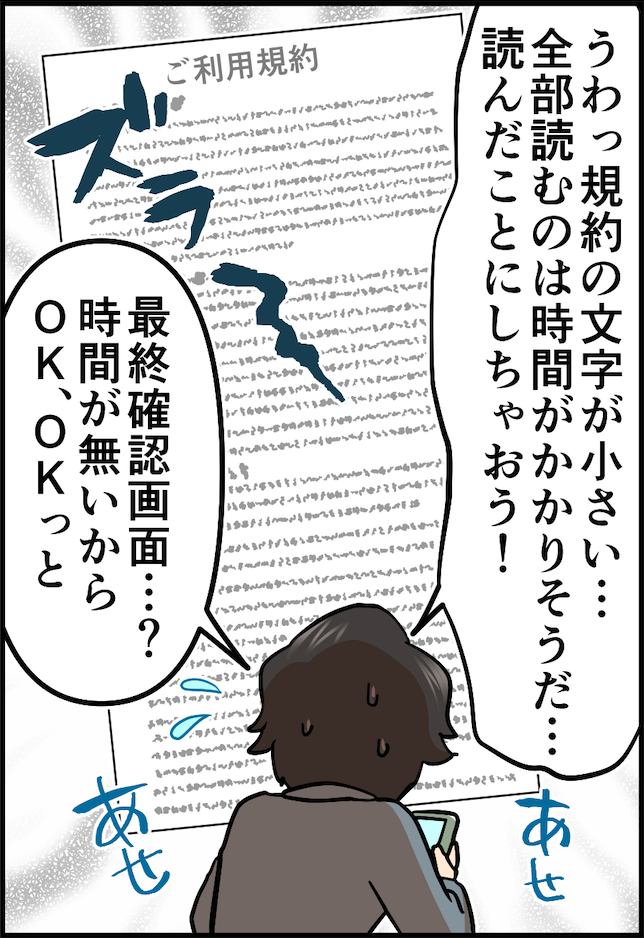 うわっ規約の文字が小さい…
全部読むのは時間がかかりそうだ…
読んだことにしちゃおう！
ご利用規約
ズラ〜
最終確認画面…？
時間が無いから
OK、OKっと
あせ
あせ